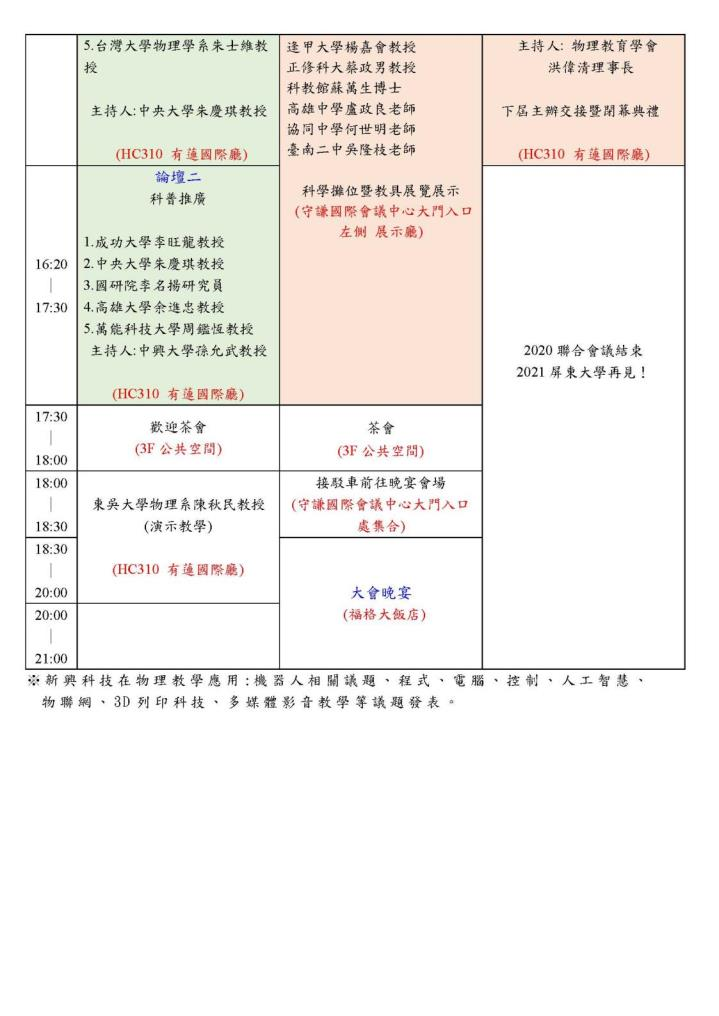 5.台灣大學物理學系朱士維教
授
主持人:中央大學朱慶琪教授
(HC310 有蓮國際廳)
逢甲大學楊嘉會教授
正修科大蔡政男教授
科教館蘇萬生博士
高雄中學盧政良老師
協同中學何世明老師
臺南二中吳隆枝老師
科學攤位暨教具展覽展示
(守謙國際會議中心大門入口
左側 展示廳)
主持人: 物理教育學會
洪偉清理事長
下屆主辦交接暨閉幕典禮
(HC310 有蓮國際廳)
16:20
|
17:30
論壇二
科普推廣
1.成功大學李旺龍教授
2.中央大學朱慶琪教授
3.國研院李名揚研究員
4.高雄大學余進忠教授
5.萬能科技大學周鑑恆教授
主持人:中興大學孫允武教授
(HC310 有蓮國際廳)
2020 聯合會議結束
2021 屏東大學再見!
17:30
|
18:00
歡迎茶會
(3F 公共空間)
茶會
(3F 公共空間)
18:00
|
18:30
東吳大學物理系陳秋民教授
(演示教學)
(HC310 有蓮國際廳)
接駁車前往晚宴會場
(守謙國際會議中心大門入口
處集合)
18:30
|
20:00
大會晚宴
(福格大飯店)
20:00
|
21:00
※新興科技在物理教學應用:機器人相關議題、程式、電腦、控制、人工智慧、
物聯網、3D 列印科技、多媒體影音教學等議題發表。